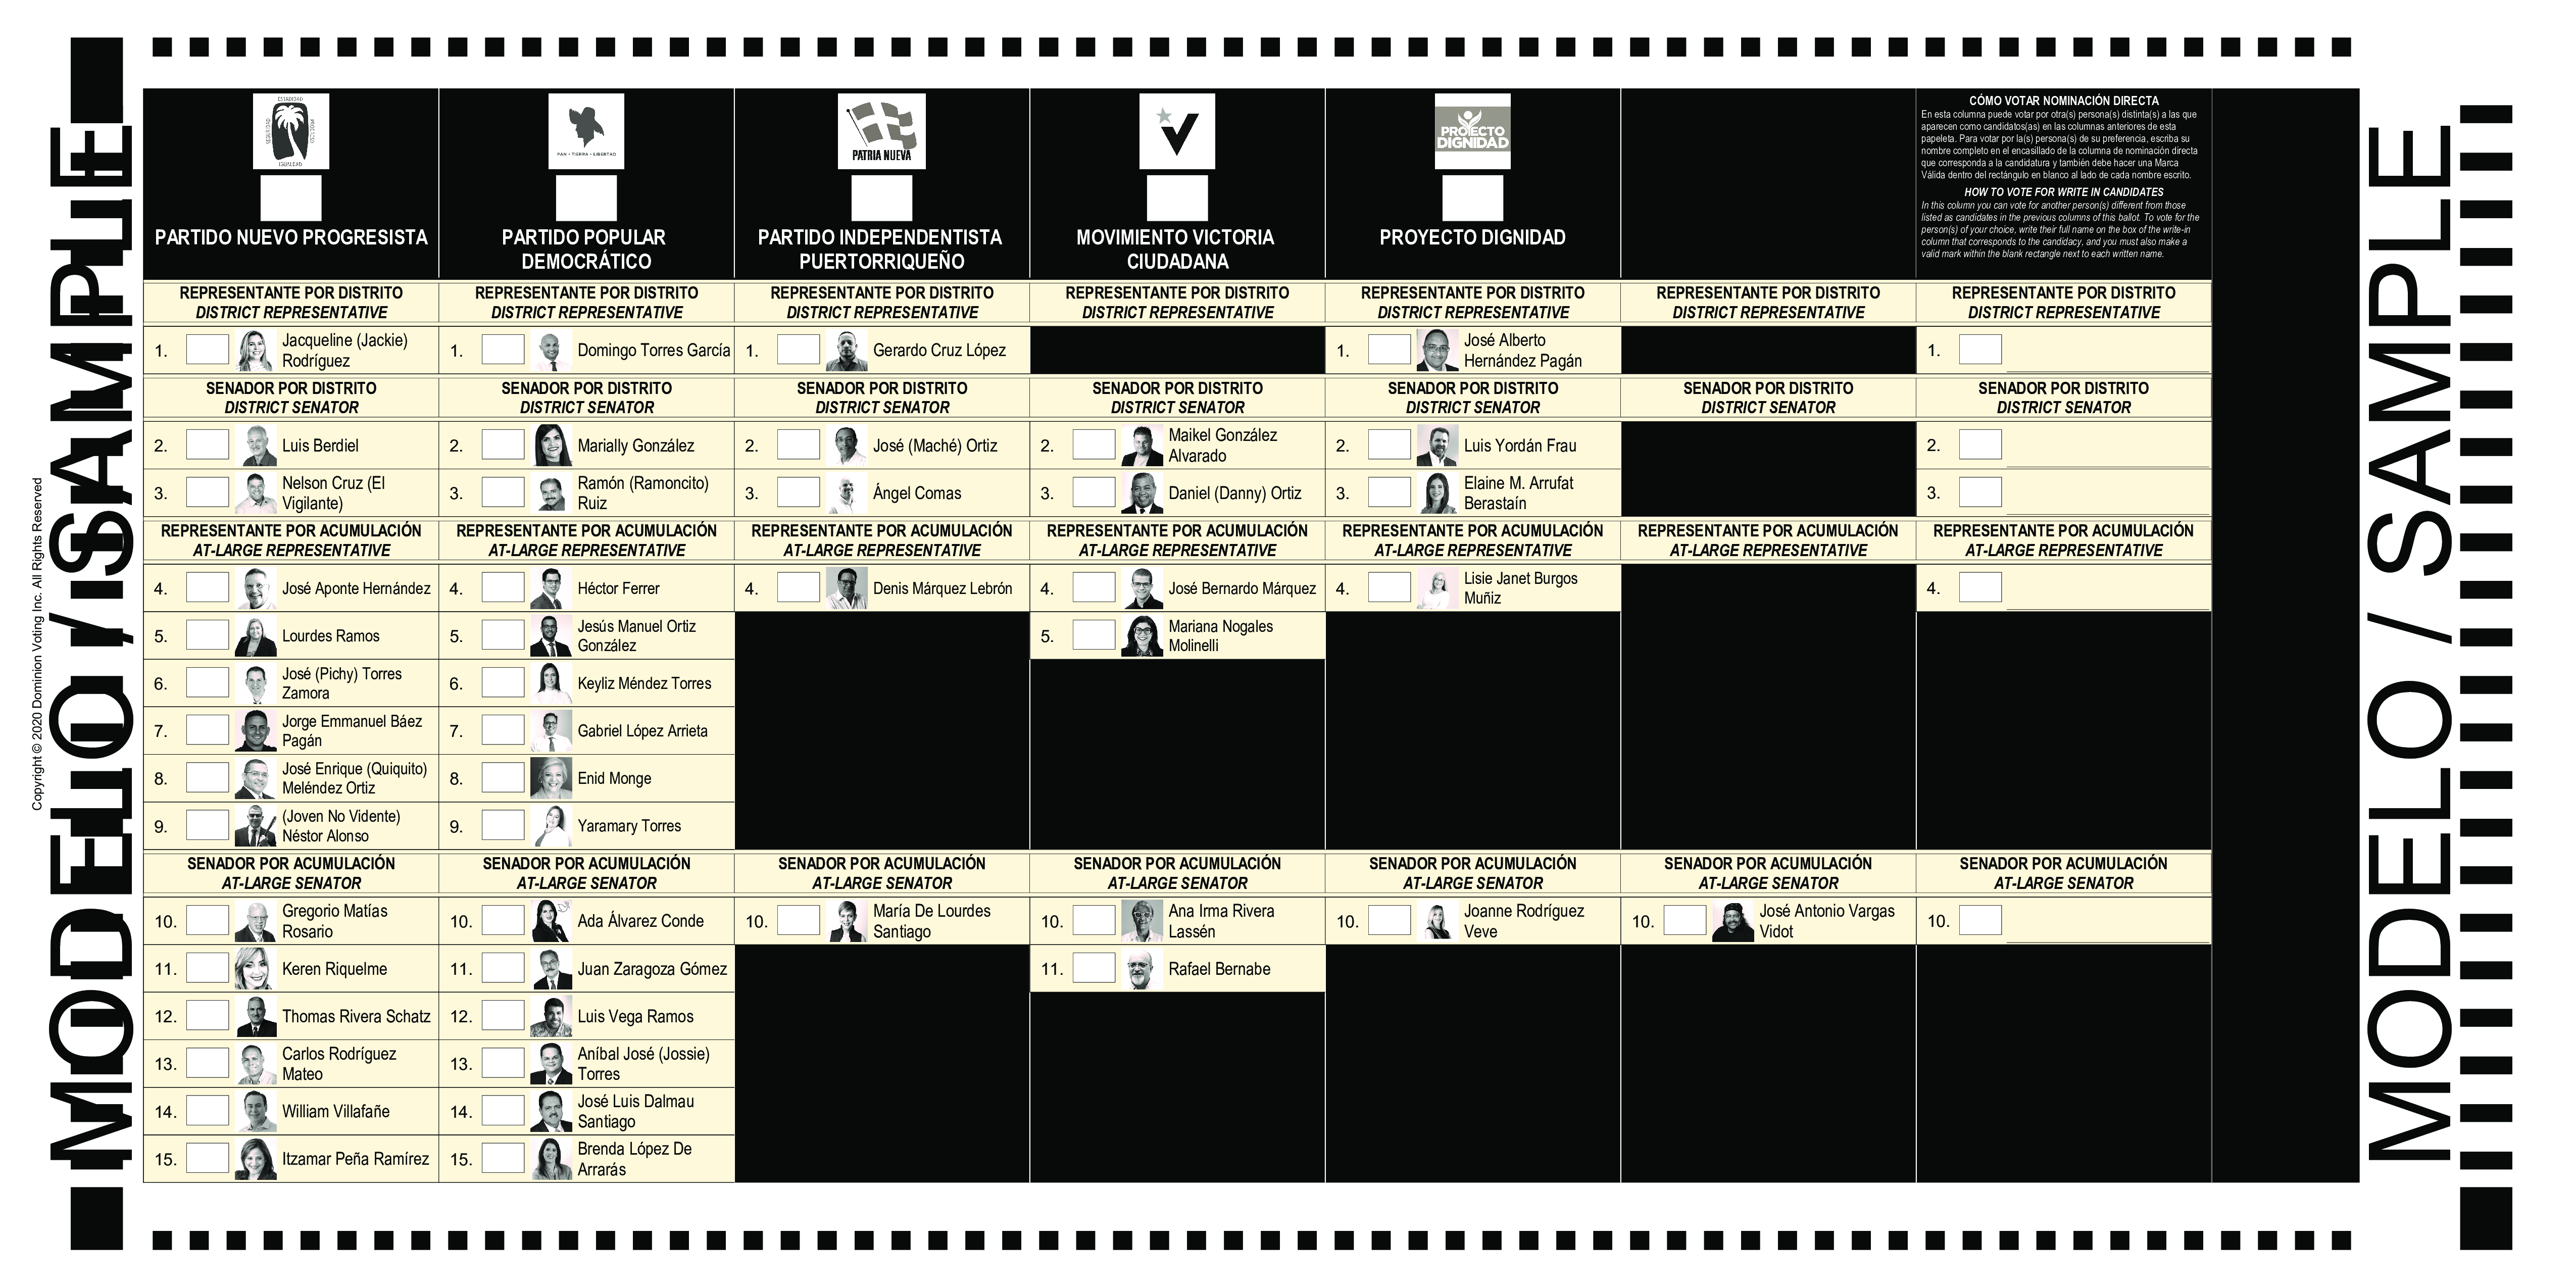 MODELO / SAMPLE
Copyright © 2020 Dominion Voting Inc. All Rights Reserved
ESTADIDAD
IGUALDAD
PARTIDO NUEVO PROGRESISTA
PAN • TIERRA • LIBERTAD
PARTIDO POPULAR
DEMOCRÁTICO
PATRIA NUEVA
PARTIDO INDEPENDENTISTA
PUERTORRIQUEÑO
MOVIMIENTO VICTORIA
CIUDADANA
PROYECTO
DIGNIDAD
PROYECTO DIGNIDAD
CÓMO VOTAR NOMINACIÓN DIRECTA
En esta columna puede votar por otra(s) persona(s) distinta(s) a las que
aparecen como candidatos(as) en las columnas anteriores de esta
papeleta. Para votar por la(s) persona(s) de su preferencia, escriba su
nombre completo en el encasillado de la columna de nominación directa
que corresponda a la candidatura y también debe hacer una Marca
Válida dentro del rectángulo en blanco al lado de cada nombre escrito.
HOW TO VOTE FOR WRITE IN CANDIDATES
In this column you can vote for another person(s) different from those
listed as candidates in the previous columns of this ballot. To vote for the
person(s) of your choice, write their full name on the box of the write-in
column that corresponds to the candidacy, and you must also make a
valid mark within the blank rectangle next to each written name.
REPRESENTANTE POR DISTRITO
DISTRICT REPRESENTATIVE
1. Jacqueline (Jackie)
Rodríguez
SENADOR POR DISTRITO
DISTRICT SENATOR
2. Luis Berdiel
3. Nelson Cruz (El
Vigilante)
REPRESENTANTE POR ACUMULACIÓN
AT-LARGE REPRESENTATIVE
4. José Aponte Hernández
5. Lourdes Ramos
6. José (Pichy) Torres
Zamora
7. Jorge Emmanuel Báez
Pagán
8. José Enrique (Quiquito)
Meléndez Ortiz
9. (Joven No Vidente)
Néstor Alonso
SENADOR POR ACUMULACIÓN
AT-LARGE SENATOR
10. Gregorio Matías
Rosario
11. Keren Riquelme
12. Thomas Rivera Schatz
13. Carlos Rodríguez
Mateo
14. William Villafañe
15. Itzamar Peña Ramírez
REPRESENTANTE POR DISTRITO
DISTRICT REPRESENTATIVE
1. Domingo Torres García
SENADOR POR DISTRITO
DISTRICT SENATOR
2. Marially González
3. Ramón (Ramoncito)
Ruiz
REPRESENTANTE POR ACUMULACIÓN
AT-LARGE REPRESENTATIVE
4. Héctor Ferrer
5. Jesús Manuel Ortiz
González
6. Keyliz Méndez Torres
7. Gabriel López Arrieta
8. Enid Monge
9. Yaramary Torres
SENADOR POR ACUMULACIÓN
AT-LARGE SENATOR
10. Ada Álvarez Conde
11. Juan Zaragoza Gómez
12. Luis Vega Ramos
13. Aníbal José (Jossie)
Torres
14. José Luis Dalmau
Santiago
15. Brenda López De
Arrarás
REPRESENTANTE POR DISTRITO
DISTRICT REPRESENTATIVE
1. Gerardo Cruz López
SENADOR POR DISTRITO
DISTRICT SENATOR
2. José (Maché) Ortiz
3. Ángel Comas
REPRESENTANTE POR ACUMULACIÓN
AT-LARGE REPRESENTATIVE
4. Denis Márquez Lebrón
SENADOR POR ACUMULACIÓN
AT-LARGE SENATOR
10. María De Lourdes
Santiago
REPRESENTANTE POR DISTRITO
DISTRICT REPRESENTATIVE
SENADOR POR DISTRITO
DISTRICT SENATOR
2. Maikel González
Alvarado
3. Daniel (Danny) Ortiz
REPRESENTANTE POR ACUMULACIÓN
AT-LARGE REPRESENTATIVE
4. José Bernardo Márquez
5. Mariana Nogales
Molinelli
SENADOR POR ACUMULACIÓN
AT-LARGE SENATOR
10. Ana Irma Rivera
Lassén
11. Rafael Bernabe
REPRESENTANTE POR DISTRITO
DISTRICT REPRESENTATIVE
1. José Alberto
Hernández Pagán
SENADOR POR DISTRITO
DISTRICT SENATOR
2. Luis Yordán Frau
3. Elaine M. Arrufat
Berastaín
REPRESENTANTE POR ACUMULACIÓN
AT-LARGE REPRESENTATIVE
4. Lisie Janet Burgos
Muñiz
SENADOR POR ACUMULACIÓN
AT-LARGE SENATOR
10. Joanne Rodríguez
Veve
REPRESENTANTE POR DISTRITO
DISTRICT REPRESENTATIVE
SENADOR POR DISTRITO
DISTRICT SENATOR
REPRESENTANTE POR ACUMULACIÓN
AT-LARGE REPRESENTATIVE
SENADOR POR ACUMULACIÓN
AT-LARGE SENATOR
10. José Antonio Vargas
Vidot
REPRESENTANTE POR DISTRITO
DISTRICT REPRESENTATIVE
1.
SENADOR POR DISTRITO
DISTRICT SENATOR
2.
3.
REPRESENTANTE POR ACUMULACIÓN
AT-LARGE REPRESENTATIVE
4.
SENADOR POR ACUMULACIÓN
AT-LARGE SENATOR
10.
MODELO / SAMPLE